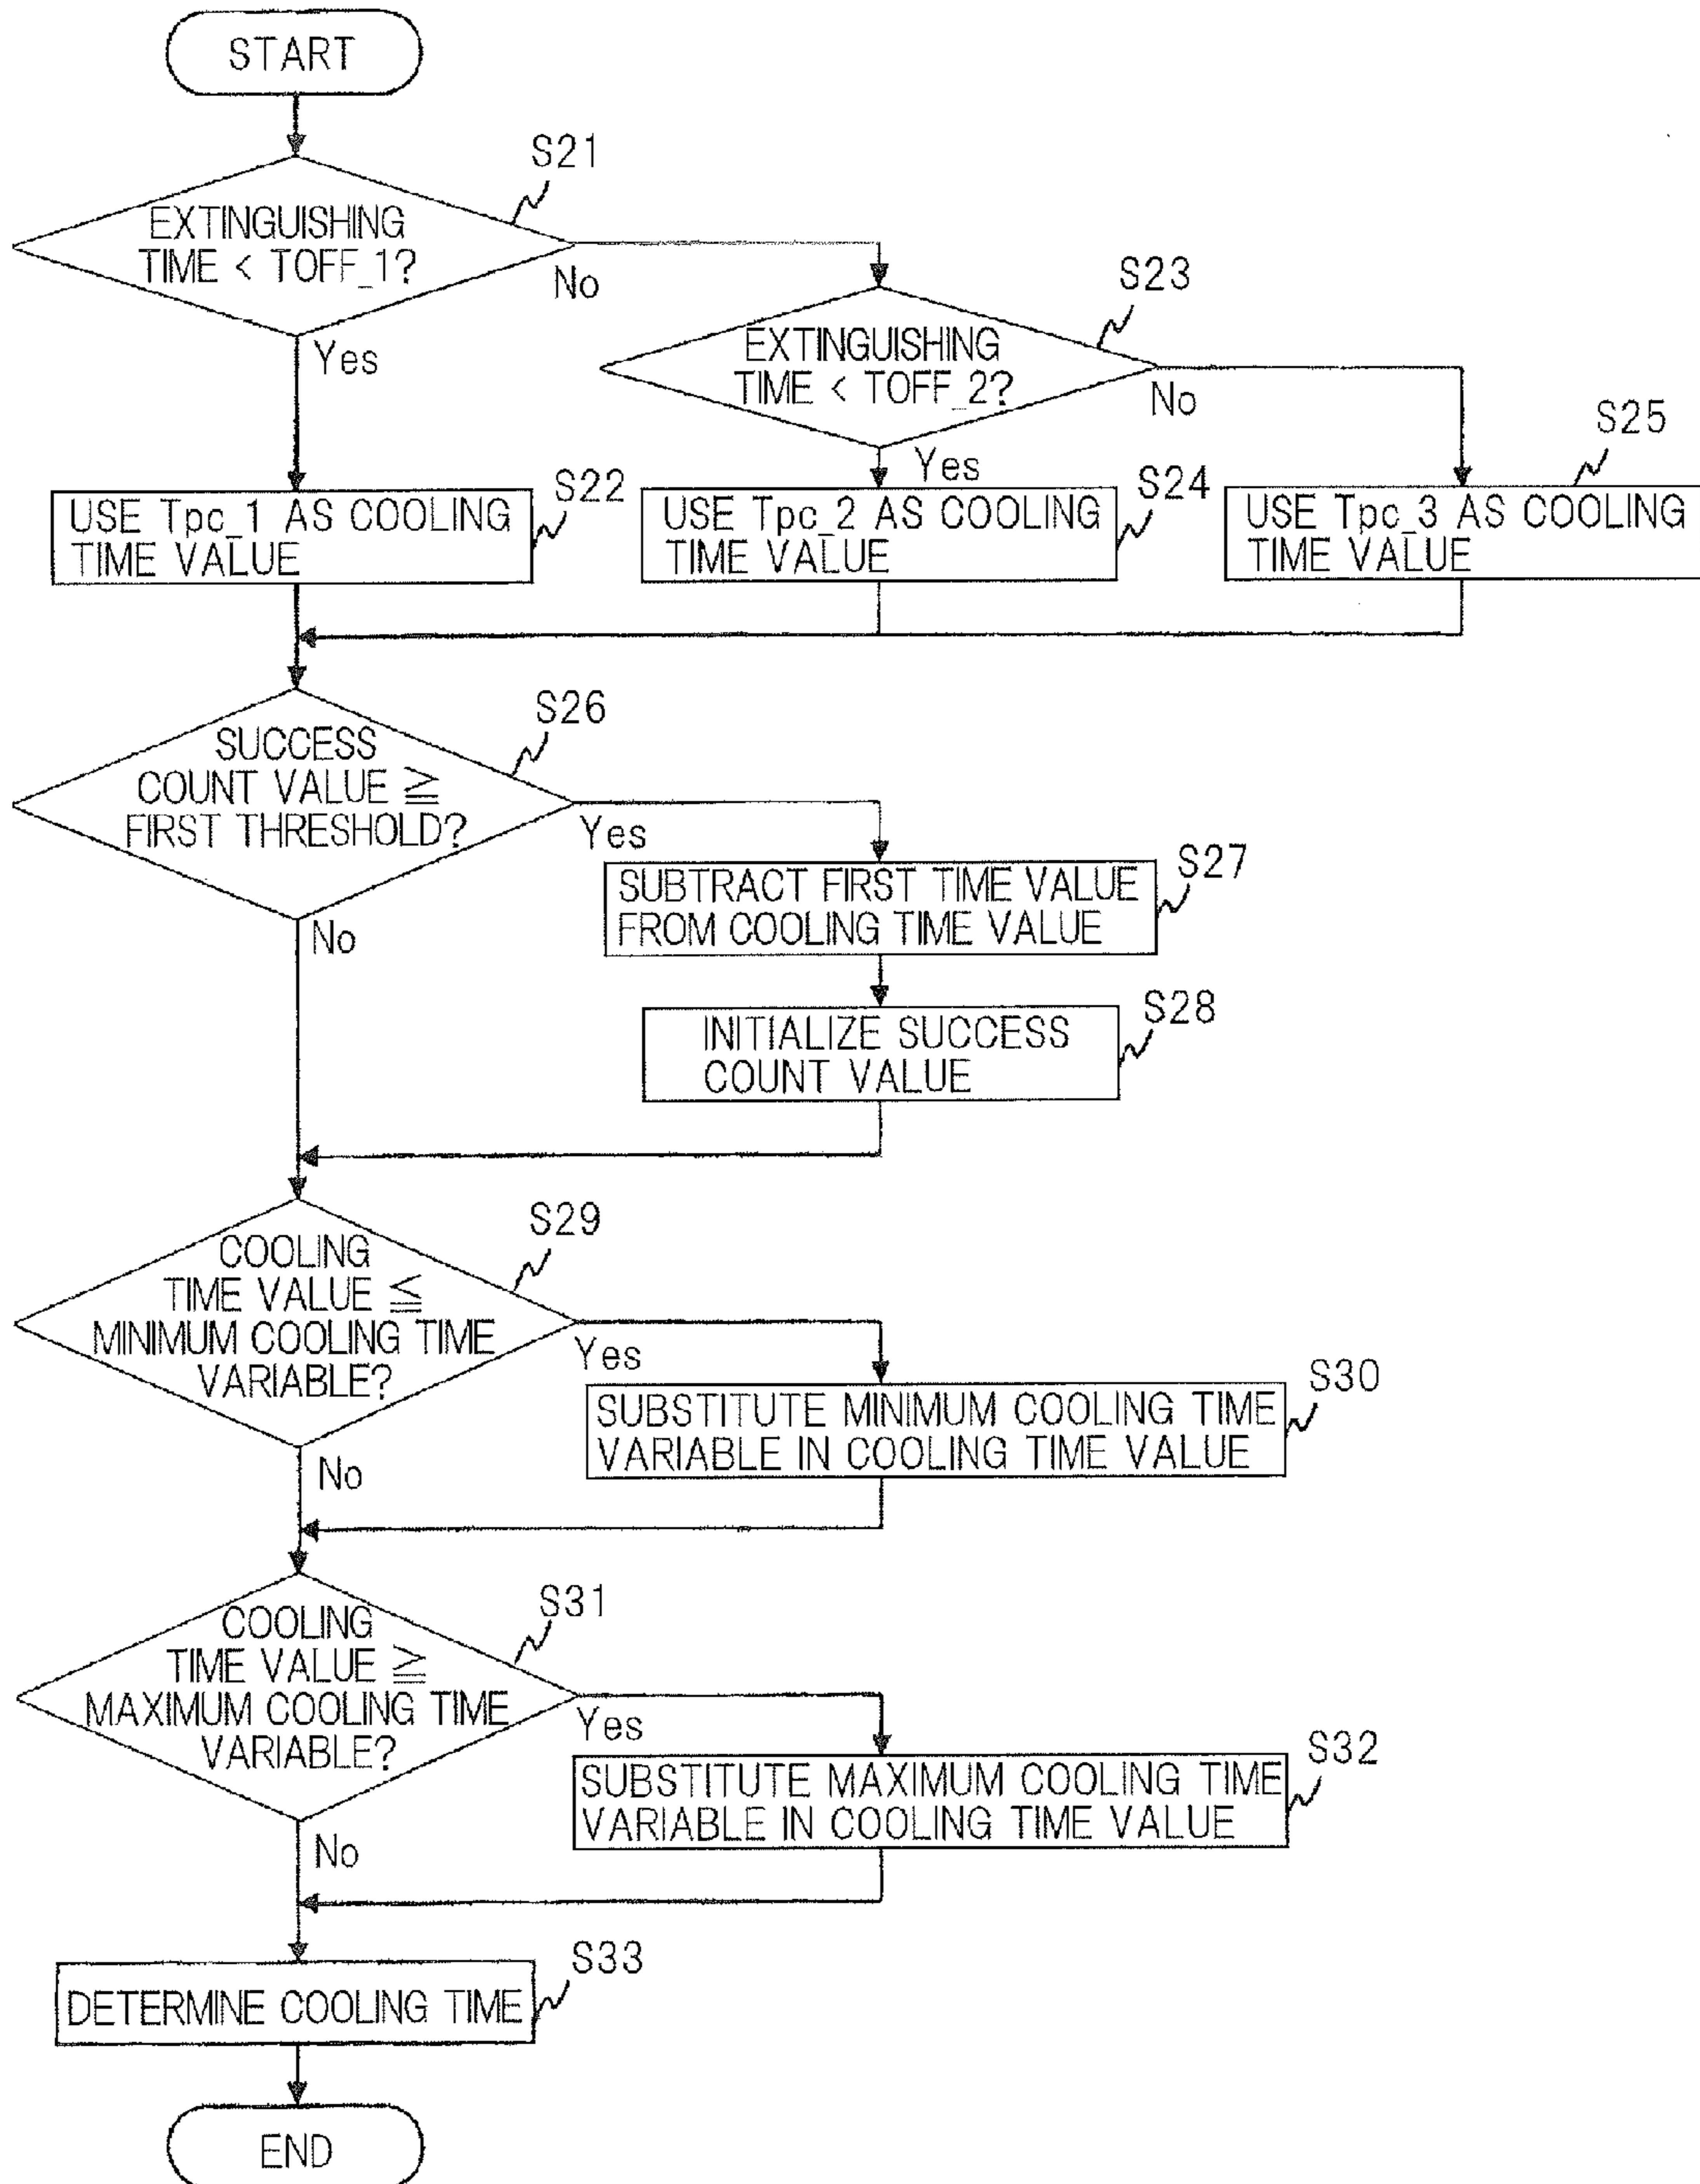 START
S21
EXTINGUISHING
TIME < TOFF_1?
No
Yes
S23
EXTINGUISHING
TIME < TOFF_2?
No
Yes
S22
USE Tpc_1 AS COOLING
TIME VALUE
S24
USE Tpc_2 AS COOLING
TIME VALUE
S25
USE Tpc_3 AS COOLING
TIME VALUE
S26
SUCCESS
COUNT VALUE ≧
FIRST THRESHOLD?
Yes
No
S27
SUBTRACT FIRST TIME VALUE
FROM COOLING TIME VALUE
S28
INITIALIZE SUCCESS
COUNT VALUE
S29
COOLING
TIME VALUE ≦
MINIMUM COOLING TIME
VARIABLE?
Yes
No
S30
SUBSTITUTE MINIMUM COOLING TIME
VARIABLE IN COOLING TIME VALUE
S31
COOLING
TIME VALUE ≧
MAXIMUM COOLING TIME
VARIABLE?
Yes
No
S32
SUBSTITUTE MAXIMUM COOLING TIME
VARIABLE IN COOLING TIME VALUE
S33
DETERMINE COOLING TIME
END